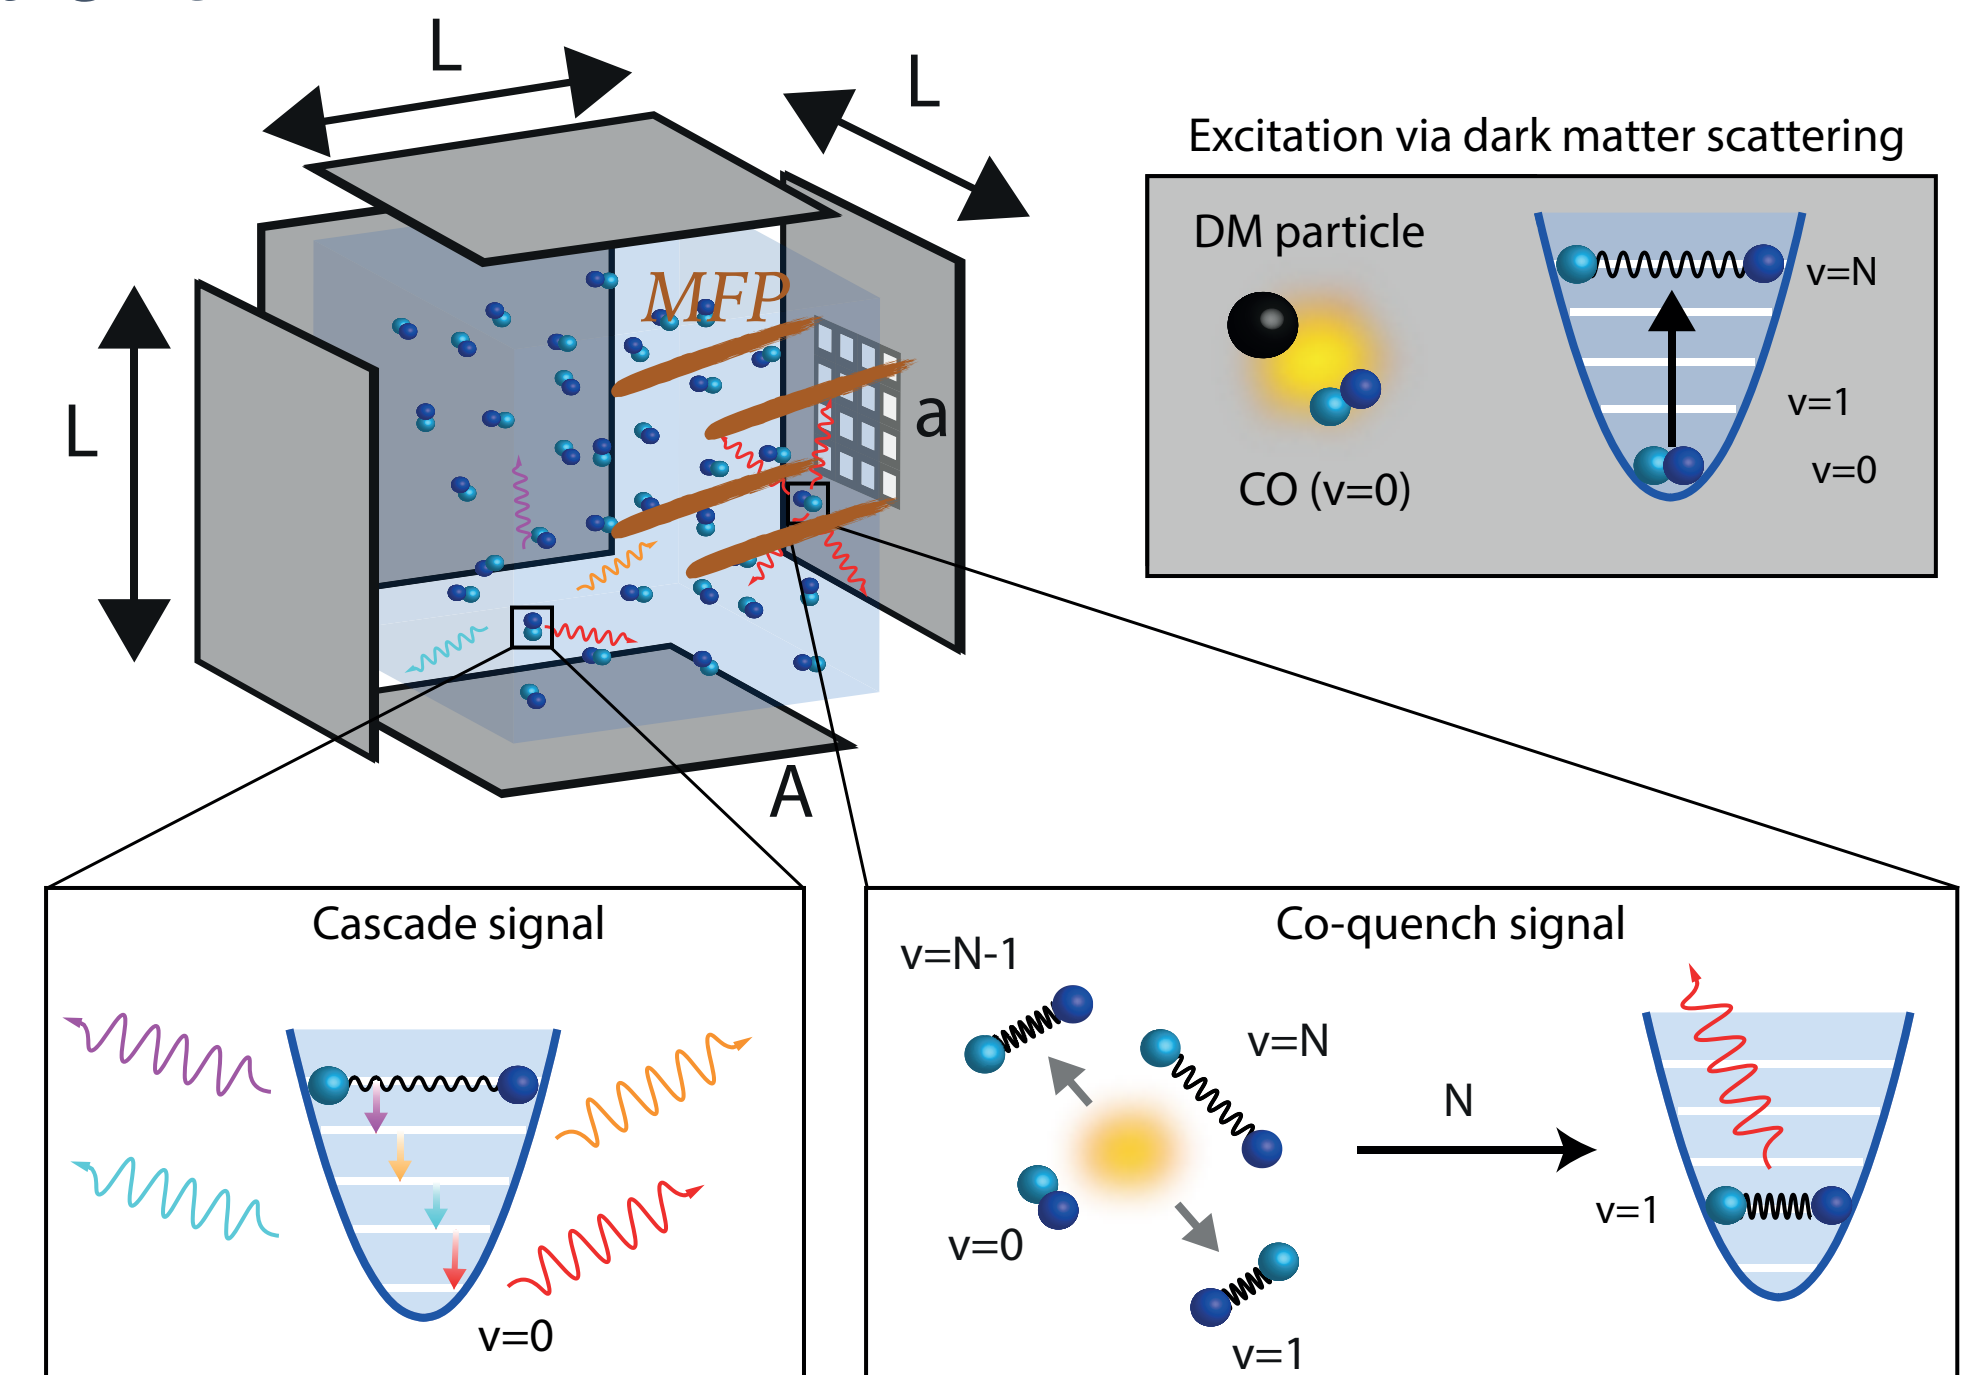 L
L
L
MFP
a
A
Excitation via dark matter scattering
DM particle
CO (v=0)
v=N
v=1
v=0
Cascade signal
v=0
Co-quench signal
v=N-1
v=N
v=0
v=1
N
v=1